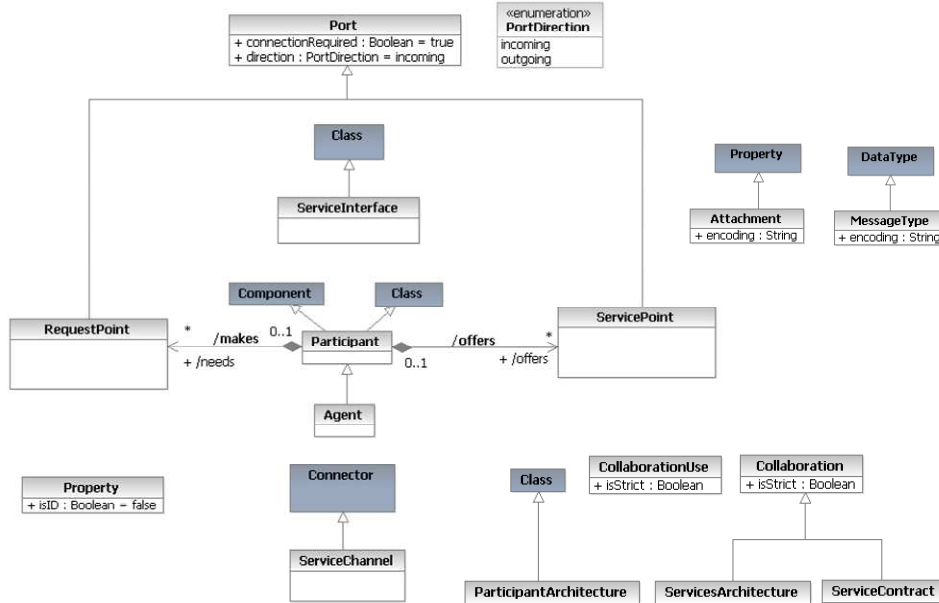 Port
+ connectionRequired : Boolean = true
+ direction : PortDirection = incoming
«enumeration»
PortDirection
incoming
outgoing
Class
ServiceInterface
Property
Attachment
+ encoding : String
DataType
MessageType
+ encoding : String
Component
Class
RequestPoint
*
/makes
+ /needs
0..1
Participant
/offers
0..1
*
+ /offers
ServicePoint
Agent
Property
+ isID : Boolean = false
Connector
ServiceChannel
Class
ParticipantArchitecture
CollaborationUse
+ isStrict : Boolean
Collaboration
+ isStrict : Boolean
ServicesArchitecture
ServiceContract